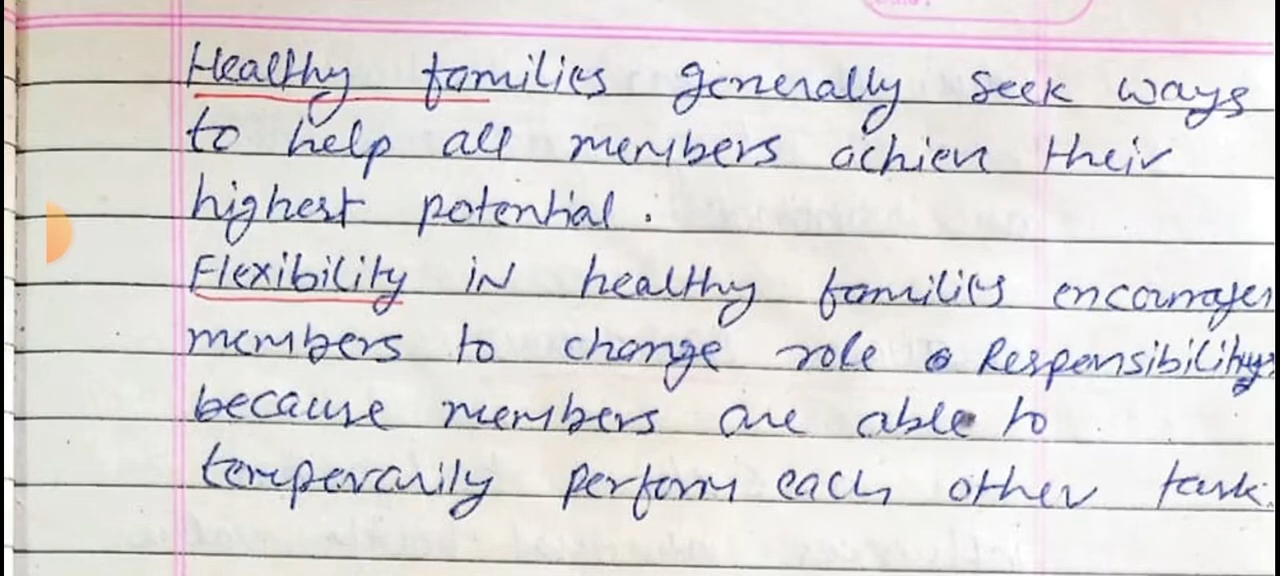 Healthy families generally seek ways
to help all members achieve their
highest potential.
Flexibility in healthy families encourages
members to change role Responsibility
because members are able to
temperarily perform each other task.